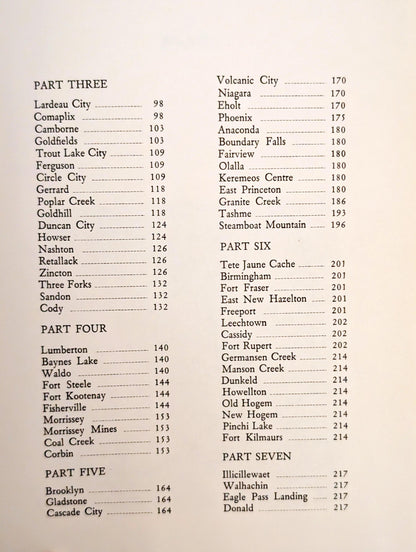 PART THREE
Lardeau City 98
Comaplix 98
Camborne 103
Goldfields 103
Trout Lake City 109
Ferguson 109
Circle City 109
Gerrard 118
Poplar Creek 118
Goldhill 118
Duncan City 124
Howser 124
Nashton 126
Retallack 126
Zincton 126
Three Forks 132
Sandon 132
Cody 132
PART FOUR
Lumberton 140
Baynes Lake 140
Waldo 140
Fort Steele 144
Fort Kootenay 144
Fisherville 144
Morrissey 153
Morrissey Mines 153
Coal Creek 153
Corbin 153
PART FIVE
Brooklyn 164
Gladstone 164
Cascade City 164
Volcanic City 170
Niagara 170
Eholt 170
Phoenix 175
Anaconda 180
Boundary Falls 180
Fairview 180
Olalla 180
Keremeos Centre 180
East Princeton 180
Granite Creek 186
Tashme 193
Steamboat Mountain 196
PART SIX
Tete Jaune Cache 201
Birmingham 201
Fort Fraser 201
East New Hazelton 201
Freeport 201
Leechtown 202
Cassidy 202
Fort Rupert 202
Germansen Creek 214
Manson Creek 214
Dunkeld 214
Howellton 214
Old Hogem 214
New Hogem 214
Pinchi Lake 214
Fort Kilmaurs 214
PART SEVEN
Illicillewaet 217
Walhachin 217
Eagle Pass Landing 217
Donald 217